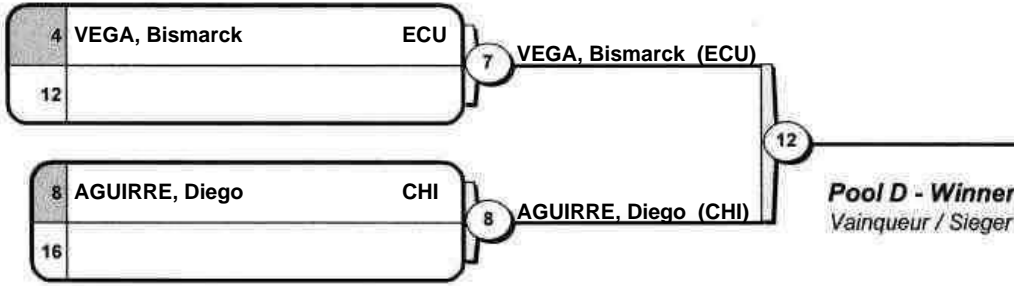 4 VEGA, Bismarck ECU
7
VEGA, Bismarck (ECU)
12
12
8 AGUIRRE, Diego CHI
8
AGUIRRE, Diego (CHI)
16
Pool D - Winner
Vainqueur / Sieger